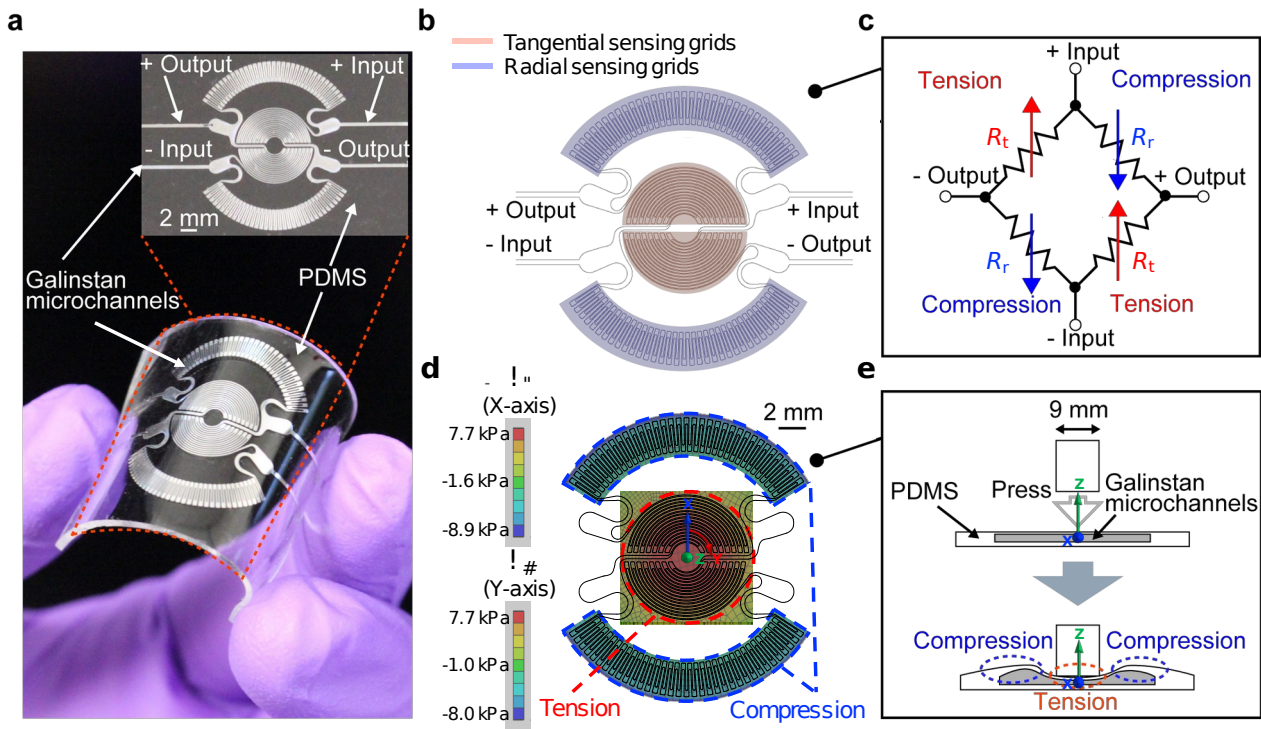 a
+ Output
+ Input
- Input
- Output
2 mm
Galinstan
microchannels
PDMS
b
Tangential sensing grids
Radial sensing grids
+ Output
+ Input
- Input
- Output
c
+ Input
Tension
Compression
Rt
Rr
- Output
+ Output
Rr
Rt
Compression
Tension
- Input
d
- !"
(X-axis)
7.7 kPa
-1.6 kPa
-8.9 kPa
!#
(Y-axis)
7.7 kPa
-1.0 kPa
-8.0 kPa
2 mm
X
Y
Z
Tension
Compression
e
9 mm
PDMS
Press
Z
Galinstan
microchannels
X
Compression
Z
Compression
X
Tension